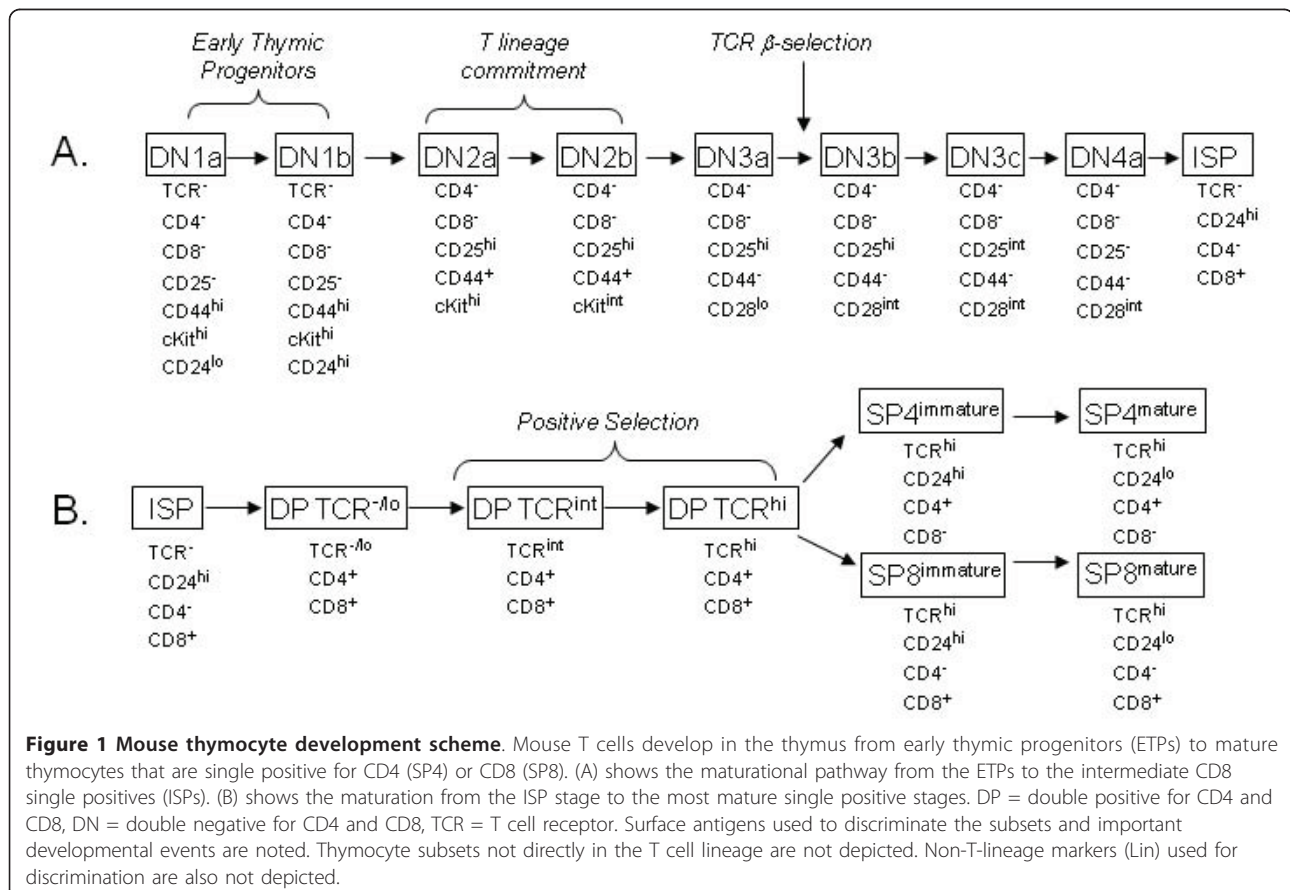 Early Thymic
Progenitors
T lineage
commitment
TCR β-selection
A.
DN1a
DN1b
DN2a
DN2b
DN3a
DN3b
DN3c
DN4a
ISP
TCR⁻
CD4⁻
CD8⁻
CD25⁻
CD44ʰⁱ
cKitʰⁱ
CD24ˡᵒ
TCR⁻
CD4⁻
CD8⁻
CD25⁻
CD44ʰⁱ
cKitʰⁱ
CD24ʰⁱ
CD4⁻
CD8⁻
CD25ʰⁱ
CD44⁺
cKitʰⁱ
CD4⁻
CD8⁻
CD25ʰⁱ
CD44⁺
cKitⁱⁿᵗ
CD4⁻
CD8⁻
CD25ʰⁱ
CD44⁻
CD28ˡᵒ
CD4⁻
CD8⁻
CD25ʰⁱ
CD44⁻
CD28ⁱⁿᵗ
CD4⁻
CD8⁻
CD25ⁱⁿᵗ
CD44⁻
CD28ⁱⁿᵗ
CD4⁻
CD8⁻
CD25⁻
CD44⁻
CD28ⁱⁿᵗ
TCR⁻
CD24ʰⁱ
CD4⁻
CD8⁺
Positive Selection
B.
ISP
TCR⁻
CD24ʰⁱ
CD4⁻
CD8⁺
DP TCR⁻/ˡᵒ
TCR⁻/ˡᵒ
CD4⁺
CD8⁺
DP TCRⁱⁿᵗ
TCRⁱⁿᵗ
CD4⁺
CD8⁺
DP TCRʰⁱ
TCRʰⁱ
CD4⁺
CD8⁺
SP4ⁱᵐᵐᵃᵗᵘʳᵉ
TCRʰⁱ
CD24ʰⁱ
CD4⁺
CD8⁻
SP4ᵐᵃᵗᵘʳᵉ
TCRʰⁱ
CD24ˡᵒ
CD4⁺
CD8⁻
SP8ⁱᵐᵐᵃᵗᵘʳᵉ
TCRʰⁱ
CD24ʰⁱ
CD4⁻
CD8⁺
SP8ᵐᵃᵗᵘʳᵉ
TCRʰⁱ
CD24ˡᵒ
CD4⁻
CD8⁺
Figure 1 Mouse thymocyte development scheme. Mouse T cells develop in the thymus from early thymic progenitors (ETPs) to mature
thymocytes that are single positive for CD4 (SP4) or CD8 (SP8). (A) shows the maturational pathway from the ETPs to the intermediate CD8
single positives (ISPs). (B) shows the maturation from the ISP stage to the most mature single positive stages. DP = double positive for CD4 and
CD8, DN = double negative for CD4 and CD8, TCR = T cell receptor. Surface antigens used to discriminate the subsets and important
developmental events are noted. Thymocyte subsets not directly in the T cell lineage are not depicted. Non-T-lineage markers (Lin) used for
discrimination are also not depicted.